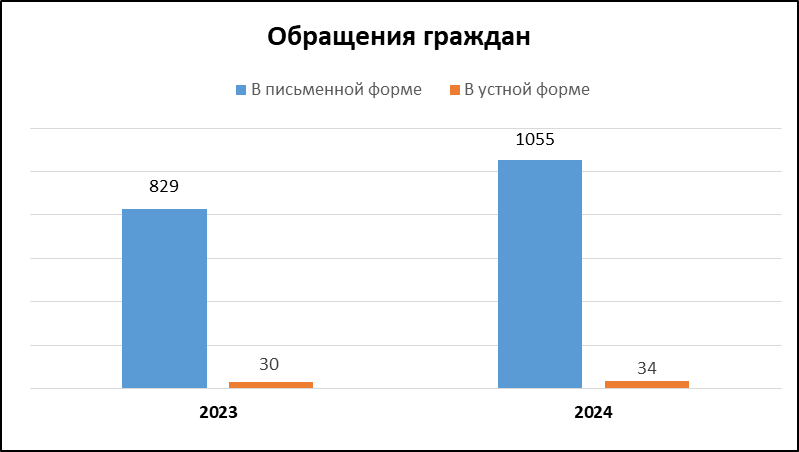 Обращения граждан
В письменной форме В устной форме
1055
829
30
34
2023 2024